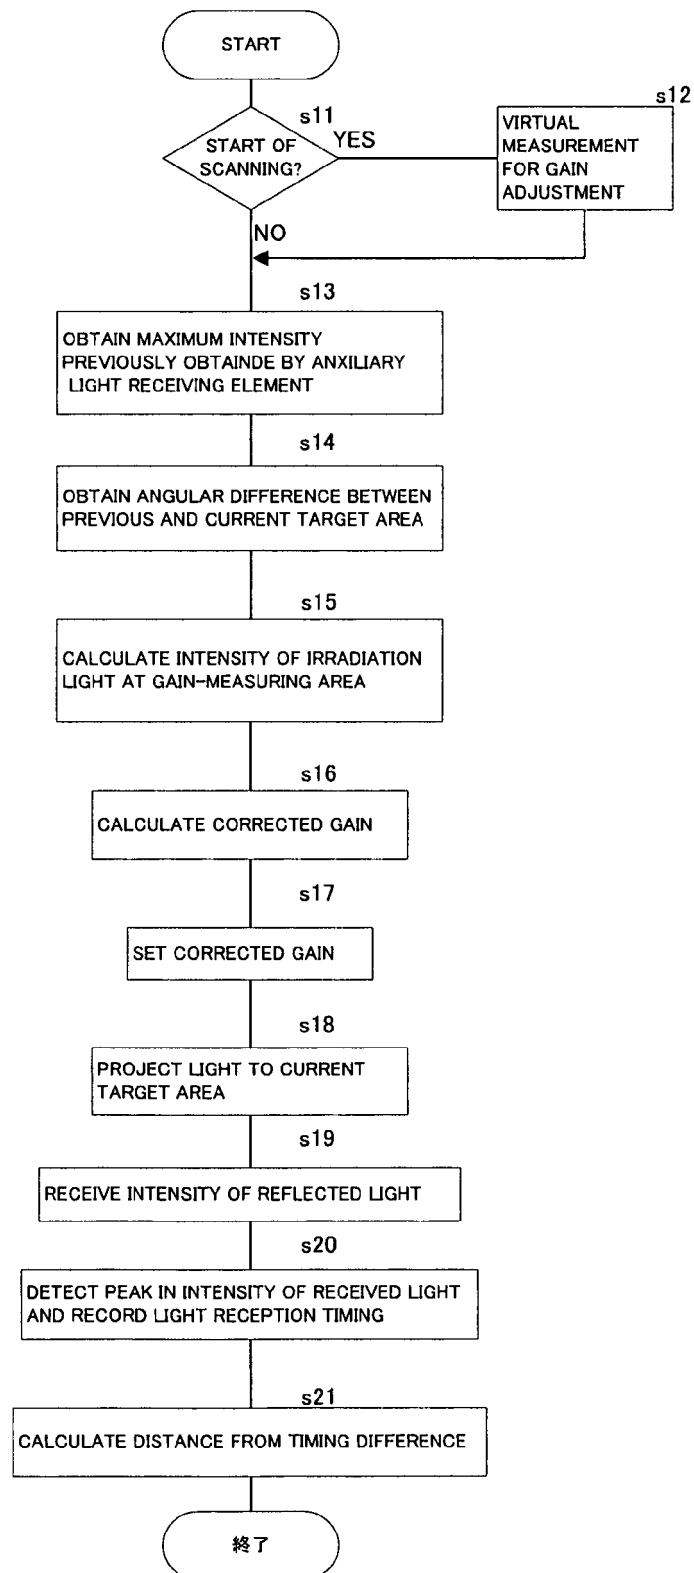 START
s11
START OF
SCANNING?
YES
s12
VIRTUAL
MEASUREMENT
FOR GAIN
ADJUSTMENT
NO
s13
OBTAIN MAXIMUM INTENSITY
PREVIOUSLY OBTAINDE BY ANXILIARY
LIGHT RECEIVING ELEMENT
s14
OBTAIN ANGULAR DIFFERENCE BETWEEN
PREVIOUS AND CURRENT TARGET AREA
s15
CALCULATE INTENSITY OF IRRADIATION
LIGHT AT GAIN-MEASURING AREA
s16
CALCULATE CORRECTED GAIN
s17
SET CORRECTED GAIN
s18
PROJECT LIGHT TO CURRENT
TARGET AREA
s19
RECEIVE INTENSITY OF REFLECTED LIGHT
s20
DETECT PEAK IN INTENSITY OF RECEIVED LIGHT
AND RECORD LIGHT RECEPTION TIMING
s21
CALCULATE DISTANCE FROM TIMING DIFFERENCE
終了